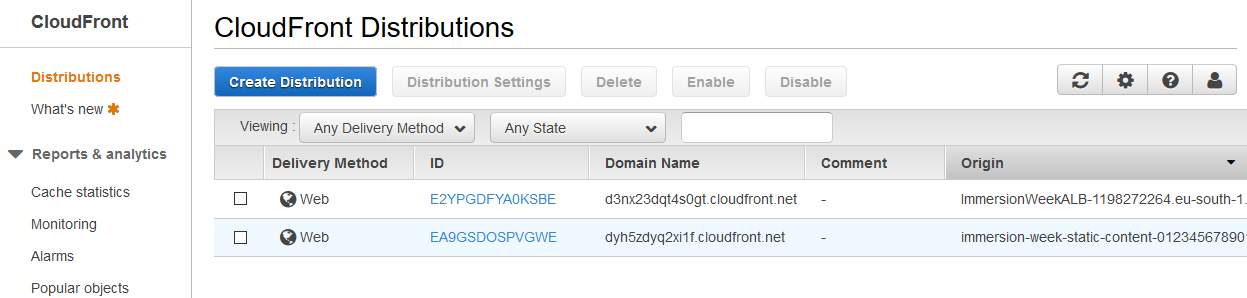 CloudFront
Distributions
What's new
Reports & analytics
Cache statistics
Monitoring
Alarms
Popular objects
CloudFront Distributions
Create Distribution Distribution Settings Delete Enable Disable
Viewing : Any Delivery Method Any State
Delivery Method ID Domain Name Comment Origin
Web E2YPGDFYA0KSBE d3nx23dqt4s0gt.cloudfront.net - ImmersionWeekALB-1198272264.eu-south-1.
Web EA9GSDOSPVGWE dyh5zdyq2xi1f.cloudfront.net - immersion-week-static-content-01234567890